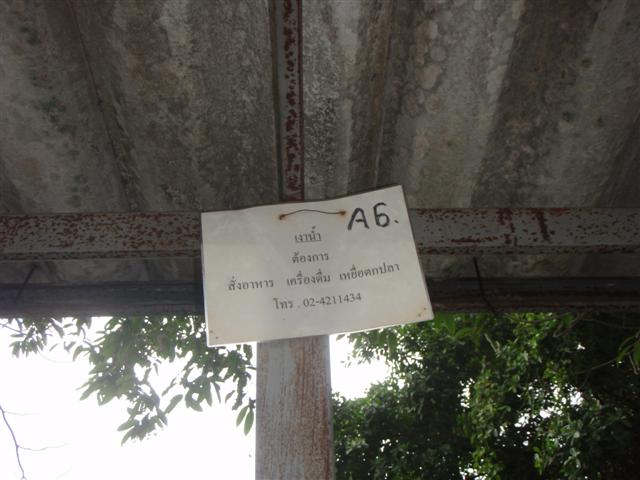 A6.
เงาน้ำ
ต้องการ
สั่งอาหาร เครื่องดื่ม เหยื่อตกปลา
โทร . 02-4211434